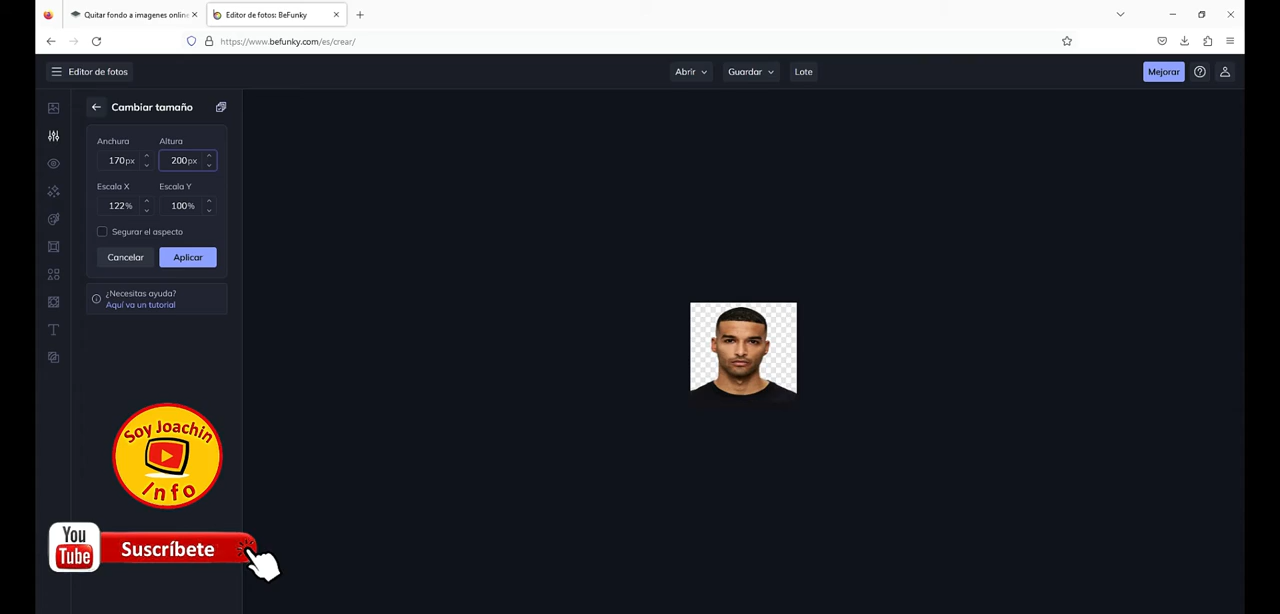 Quitar fondo a imagenes online
Editor de fotos: BeFunky
https://www.befunky.com/es/crear/
Editor de fotos
Abrir
Guardar
Lote
Mejorar
Cambiar tamaño
Anchura Altura
170px 200px
Escala X Escala Y
122% 100%
Segurar el aspecto
Cancelar Aplicar
¿Necesitas ayuda?
Aquí va un tutorial
Soy Joachin
Info
You
Tube
Suscríbete